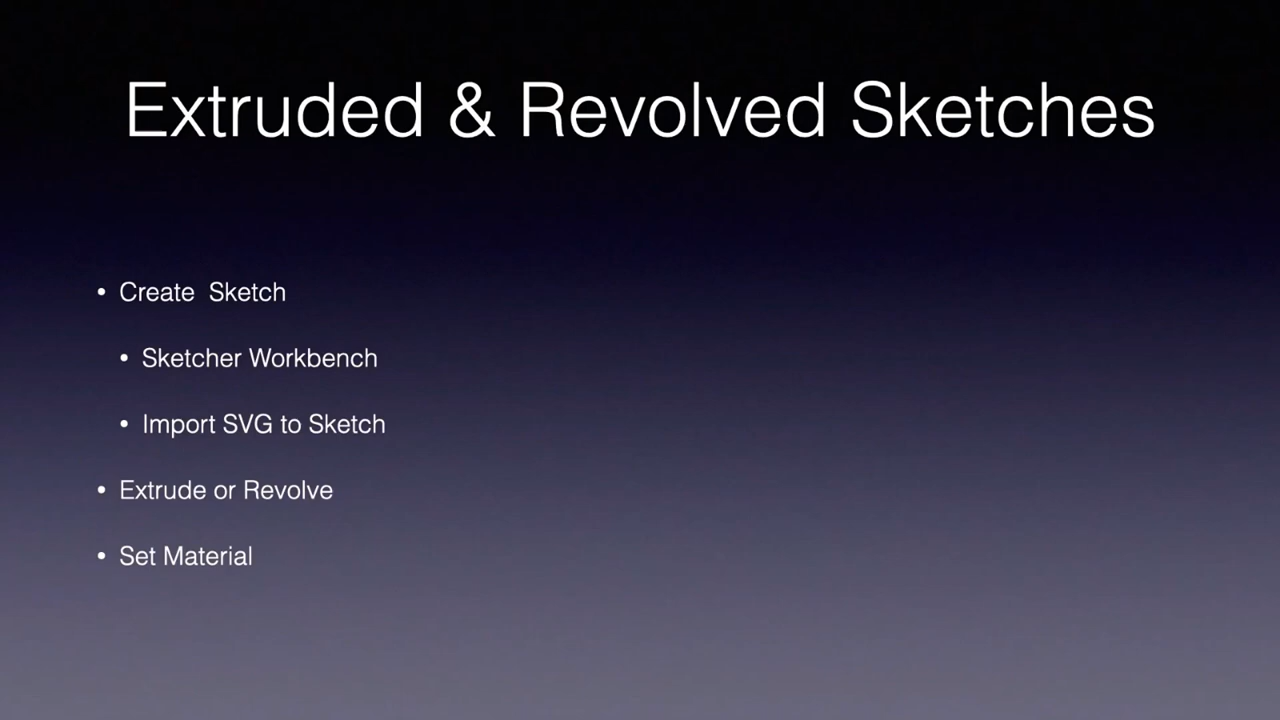 Extruded & Revolved Sketches
• Create  Sketch
• Sketcher Workbench
• Import SVG to Sketch
• Extrude or Revolve
• Set Material